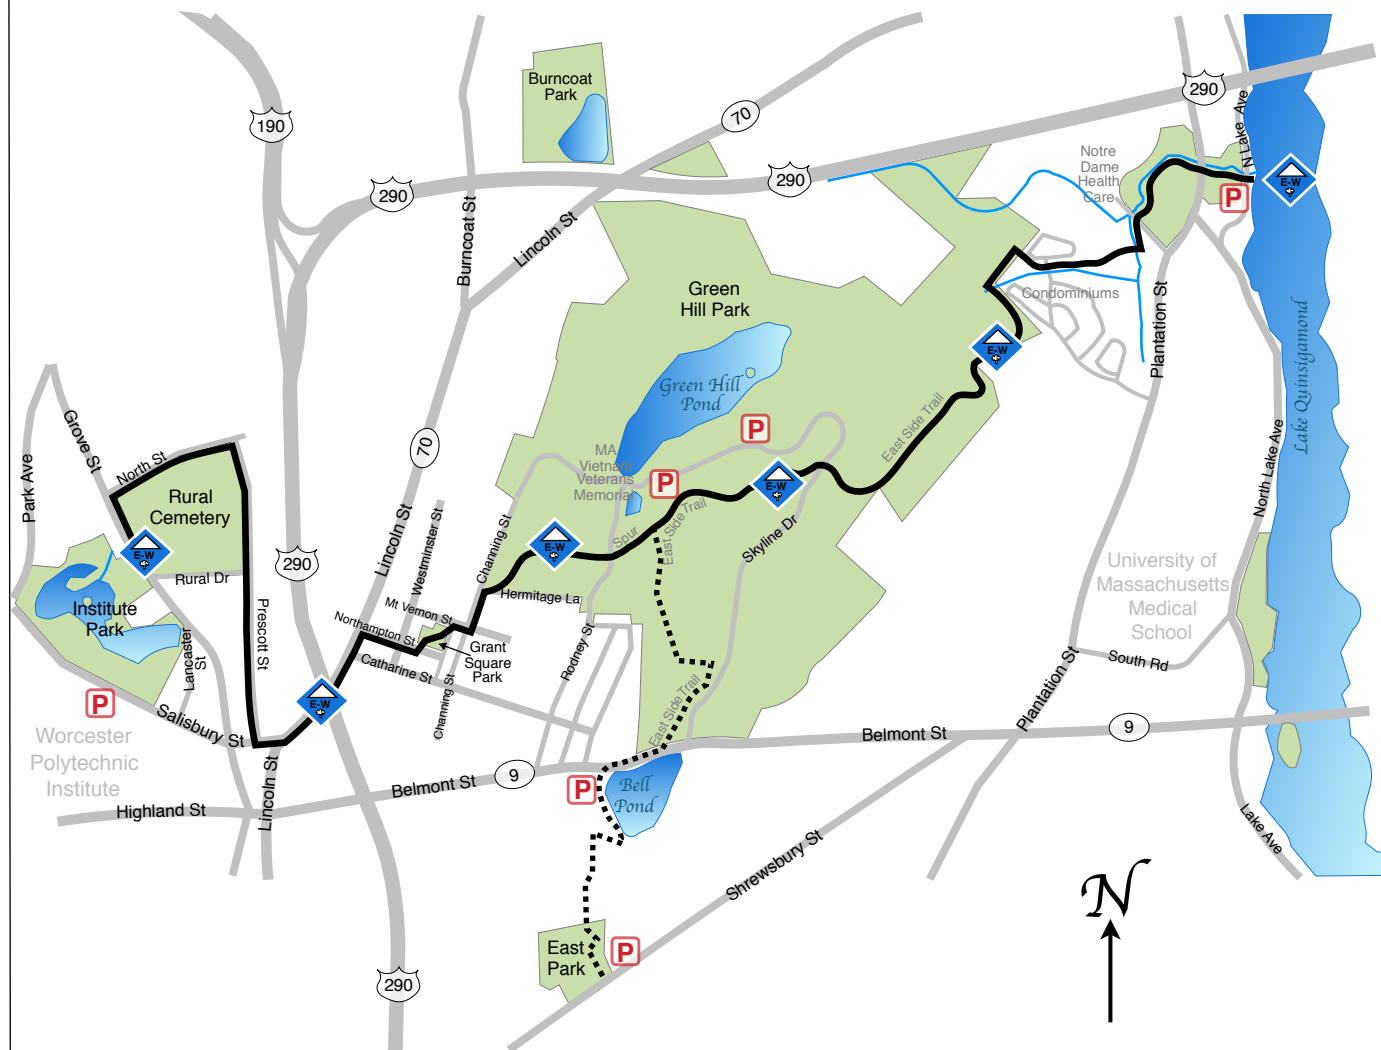 Burncoat
Park
190
70
290
N Lake Ave
290
290
Notre
Dame
Health
Care
E-W
P
Burncoat St
Lincoln St
Green
Hill Park
Condominiums
Plantation St
Lake Quinsigamond
E-W
Green Hill
Pond
Grove St
North St
Park Ave
Rural
Cemetery
70
P
East Side Trail
MA
Vietnam
Veterans
Memorial
P
E-W
North Lake Ave
Lincoln St
Westminster St
Channing St
East Side Trail
Spur
Skyline Dr
E-W
E-W
290
Rural Dr
Institute
Park
Prescott St
Lancaster
St
Hermitage La
Mt Vernon St
Northampton St
Grant
Square
Park
Catharine St
Channing St
Rodney St
University of
Massachusetts
Medical
School
South Rd
Plantation St
E-W
P
Salisbury St
Worcester
Polytechnic
Institute
East Side Trail
Belmont St
9
Highland St
Lincoln St
Belmont St
9
P
Bell
Pond
Lake Ave
Shrewsbury St
N
East
Park
P
290